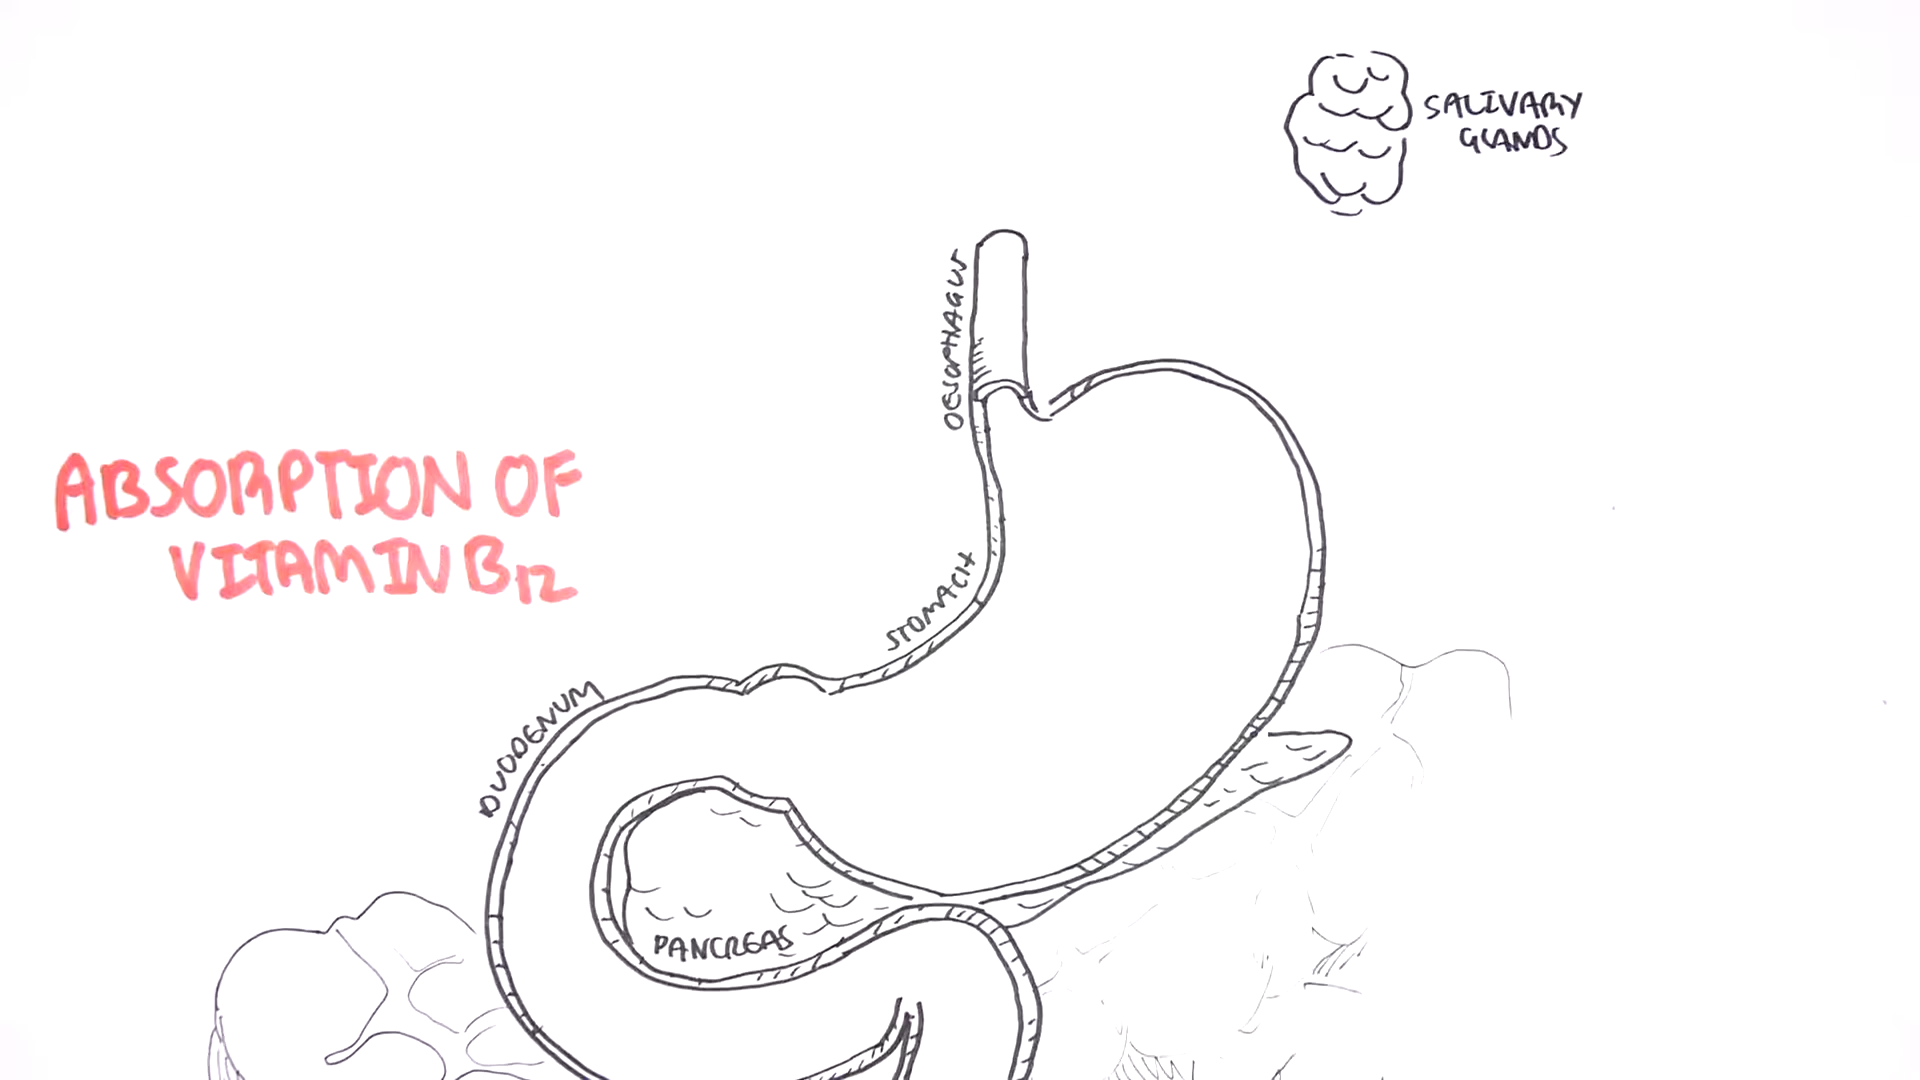 SALIVARY
GLANDS
OESOPHAGUS
ABSORPTION OF
VITAMIN B12
STOMACH
DUODENUM
PANCREAS